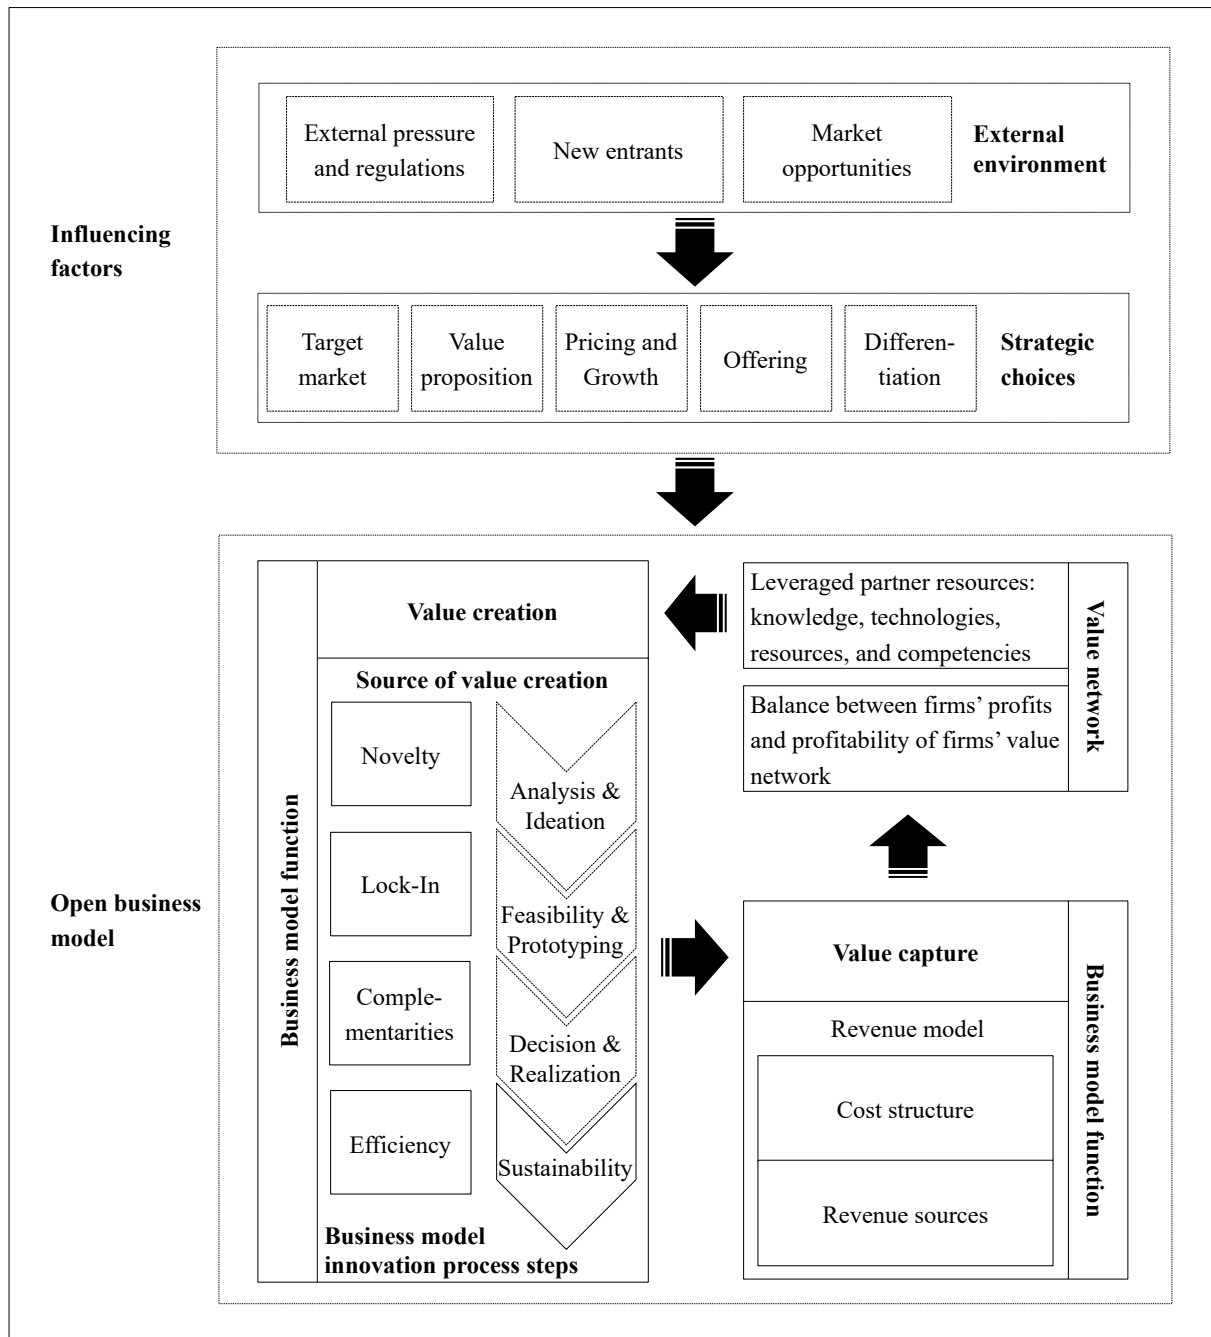 External pressure
and regulations
New entrants
Market
opportunities
External
environment
Influencing
factors
Target
market
Value
proposition
Pricing and
Growth
Offering
Differen-
tiation
Strategic
choices
Open business
model
Business model function
Value creation
Source of value creation
Novelty
Lock-In
Comple-
mentarities
Efficiency
Analysis &
Ideation
Feasibility &
Prototyping
Decision &
Realization
Sustainability
Business model
innovation process steps
Leveraged partner resources:
knowledge, technologies,
resources, and competencies
Balance between firms’ profits
and profitability of firms’ value
network
Value network
Value capture
Revenue model
Cost structure
Revenue sources
Business model function